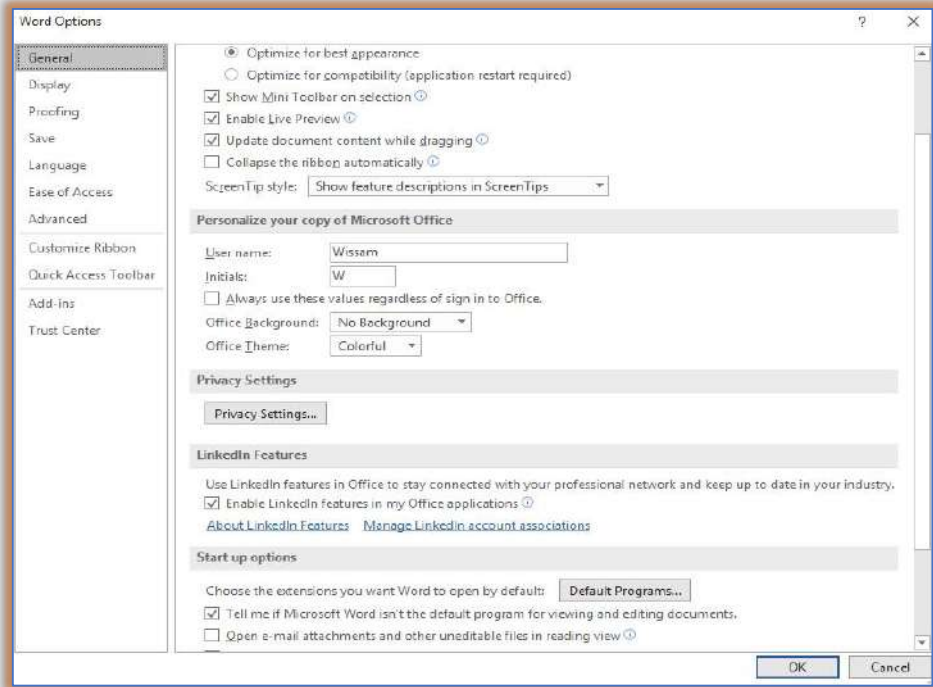 Word Options
General
Display
Proofing
Save
Language
Ease of Access
Advanced
Customize Ribbon
Quick Access Toolbar
Add-ins
Trust Center
Optimize for best appearance
Optimize for compatibility (application restart required)
Show Mini Toolbar on selection
Enable Live Preview
Update document content while dragging
Collapse the ribbon automatically
ScreenTip style: Show feature descriptions in ScreenTips
Personalize your copy of Microsoft Office
User name: Wissam
Initials: W
Always use these values regardless of sign in to Office.
Office Background: No Background
Office Theme: Colorful
Privacy Settings
Privacy Settings...
LinkedIn Features
Use LinkedIn features in Office to stay connected with your professional network and keep up to date in your industry.
Enable LinkedIn features in my Office applications
About LinkedIn Features Manage LinkedIn account associations
Start up options
Choose the extensions you want Word to open by default: Default Programs...
Tell me if Microsoft Word isn't the default program for viewing and editing documents.
Open e-mail attachments and other uneditable files in reading view
OK Cancel